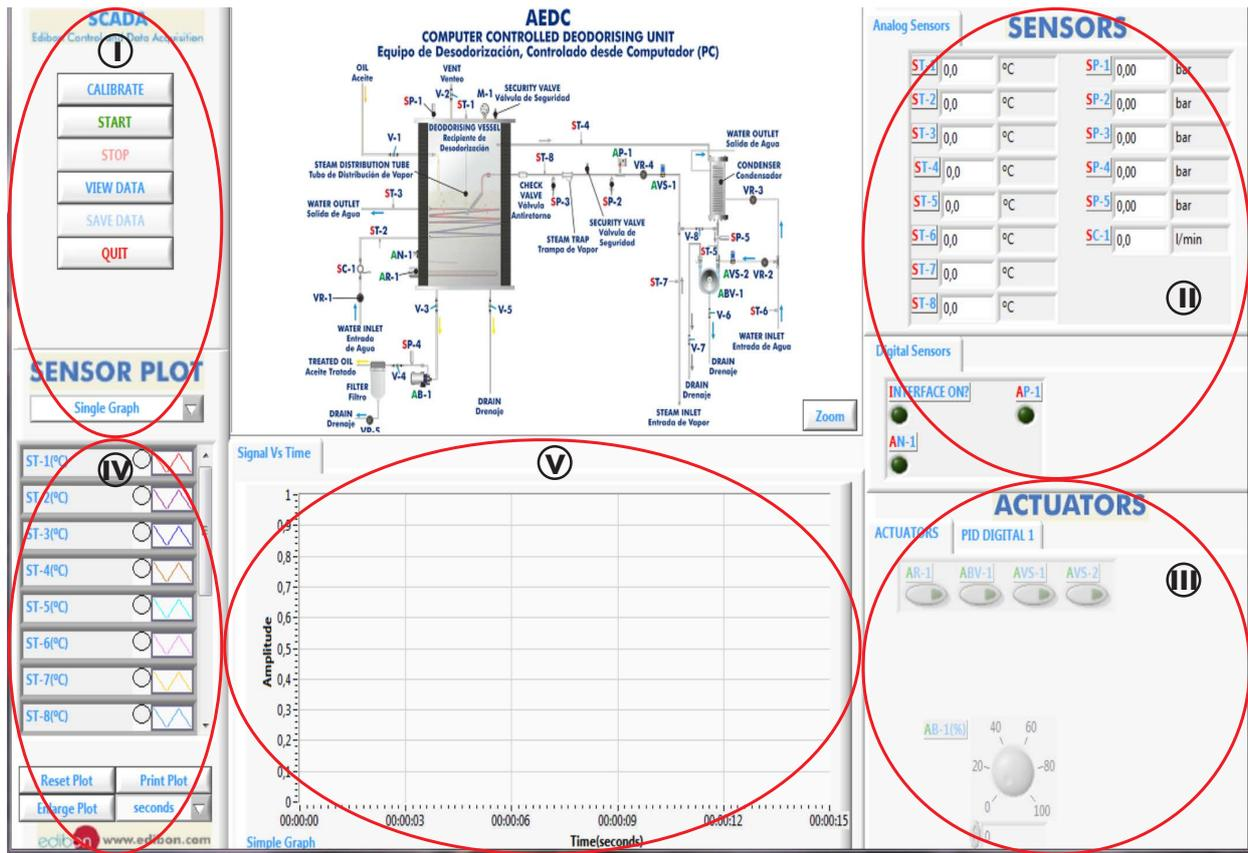 SCADA
Edibon Control and Data Acquisition
I
CALIBRATE
START
STOP
VIEW DATA
SAVE DATA
QUIT
SENSOR PLOT
Single Graph
IV
ST-1(ºC)
ST-2(ºC)
ST-3(ºC)
ST-4(ºC)
ST-5(ºC)
ST-6(ºC)
ST-7(ºC)
ST-8(ºC)
Reset Plot
Print Plot
Enlarge Plot
seconds
edibon www.edibon.com
AEDC
COMPUTER CONTROLLED DEODORISING UNIT
Equipo de Desodorización, Controlado desde Computador (PC)
OIL
Aceite
VENT
Venteo
V-2
SP-1
ST-1
M-1
SECURITY VALVE
Válvula de Seguridad
V-1
DEODORISING VESSEL
Recipiente de
Desodorización
ST-4
WATER OUTLET
Salida de Agua
STEAM DISTRIBUTION TUBE
Tubo de Distribución de Vapor
ST-8
AP-1
VR-4
CONDENSER
Condensador
AVS-1
VR-3
ST-3
CHECK
VALVE
Válvula
Antiretorno
SP-3
SP-2
WATER OUTLET
Salida de Agua
SECURITY VALVE
Válvula de
Seguridad
STEAM TRAP
Trampa de Vapor
ST-2
V-8
SP-5
ST-5
AN-1
SC-1
AR-1
ST-7
AVS-2
VR-2
ABV-1
VR-1
V-3
V-5
V-6
ST-6
WATER INLET
Entrada
de Agua
WATER INLET
Entrada de Agua
SP-4
V-7
TREATED OIL
Aceite Tratado
V-4
FILTER
Filtro
AB-1
DRAIN
Drenaje
DRAIN
Drenaje
DRAIN
Drenaje
DRAIN
Drenaje
VR-5
STEAM INLET
Entrada de Vapor
Zoom
Signal Vs Time
V
Amplitude
1
0,9
0,8
0,7
0,6
0,5
0,4
0,3
0,2
0,1
0
00:00:00
00:00:03
00:00:06
00:00:09
00:00:12
00:00:15
Time(seconds)
Simple Graph
Analog Sensors
SENSORS
ST-1 0,0 ºC
SP-1 0,00 bar
ST-2 0,0 ºC
SP-2 0,00 bar
ST-3 0,0 ºC
SP-3 0,00 bar
ST-4 0,0 ºC
SP-4 0,00 bar
ST-5 0,0 ºC
SP-5 0,00 bar
ST-6 0,0 ºC
SC-1 0,0 l/min
ST-7 0,0 ºC
ST-8 0,0 ºC
II
Digital Sensors
INTERFACE ON?
AP-1
AN-1
ACTUATORS
ACTUATORS
PID DIGITAL 1
AR-1
ABV-1
AVS-1
AVS-2
III
AB-1(%)
0
20
40
60
80
100
0